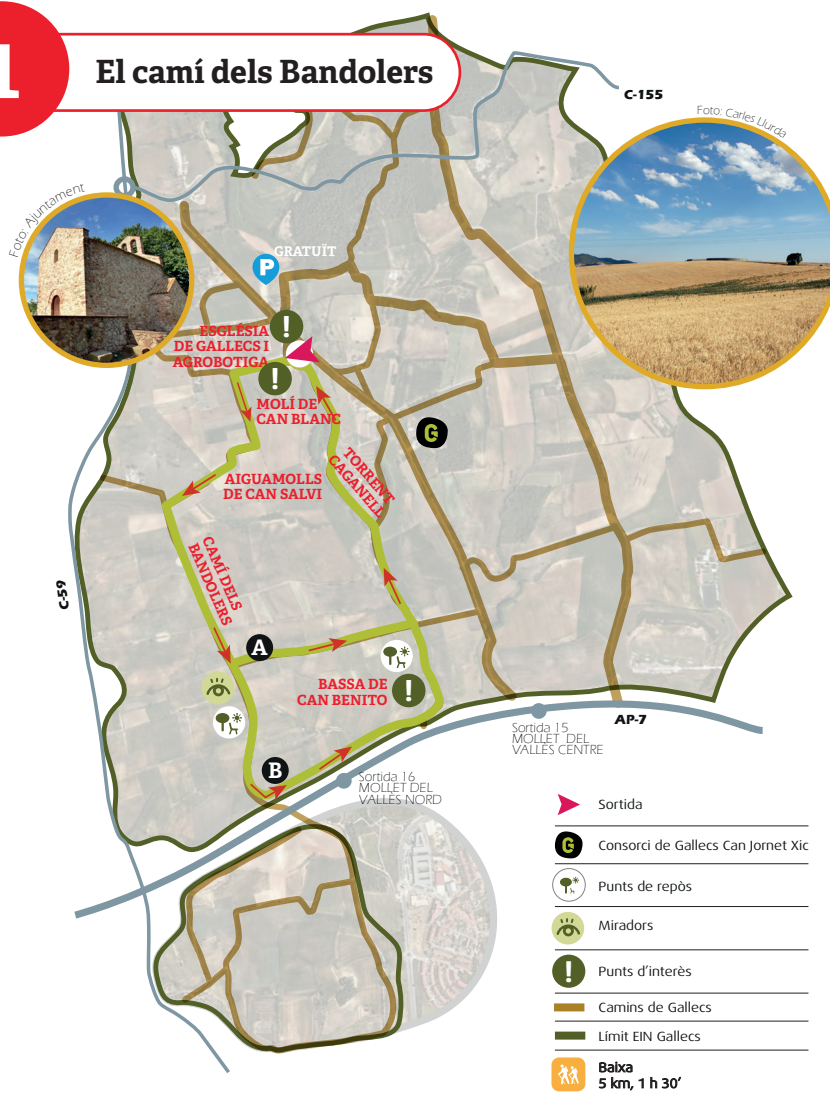 1
El camí dels Bandolers
C-155
Foto: Carles Llurda
Foto: Ajuntament
P
GRATUÏT
!
ESGLÉSIA
DE GALLECS I
AGROBOTIGA
!
MOLÍ DE
CAN BLANC
G
TORRENT
CAGANELL
AIGUAMOLLS
DE CAN SALVI
CAMÍ DELS
BANDOLERS
C-59
A
BASSA DE
CAN BENITO
!
B
AP-7
Sortida 15
MOLLET DEL
VALLÈS CENTRE
Sortida 16
MOLLET DEL
VALLÈS NORD
Sortida
G Consorci de Gallecs Can Jornet Xic
Punts de repòs
Miradors
! Punts d'interès
Camins de Gallecs
Límit EIN Gallecs
Baixa
5 km, 1 h 30′